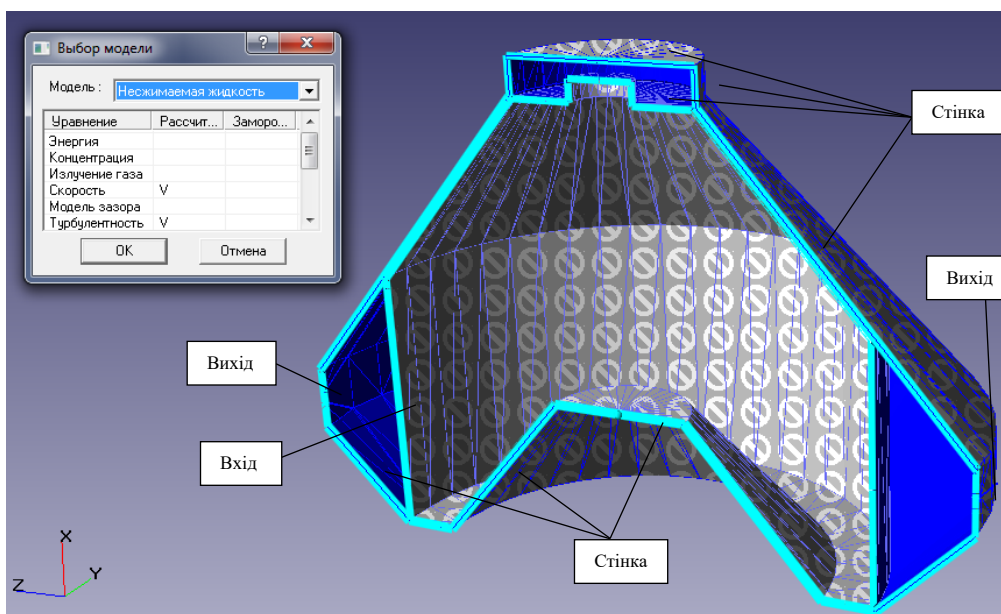 Выбор модели
Модель :
Несжимаемая жидкость
Уравнение Рассчит... Заморо...
Энергия
Концентрация
Излучение газа
Скорость V
Модель зазора
Турбулентность V
OK Отмена
Стінка
Вихід
Вихід
Вхід
Стінка
X
Z
Y